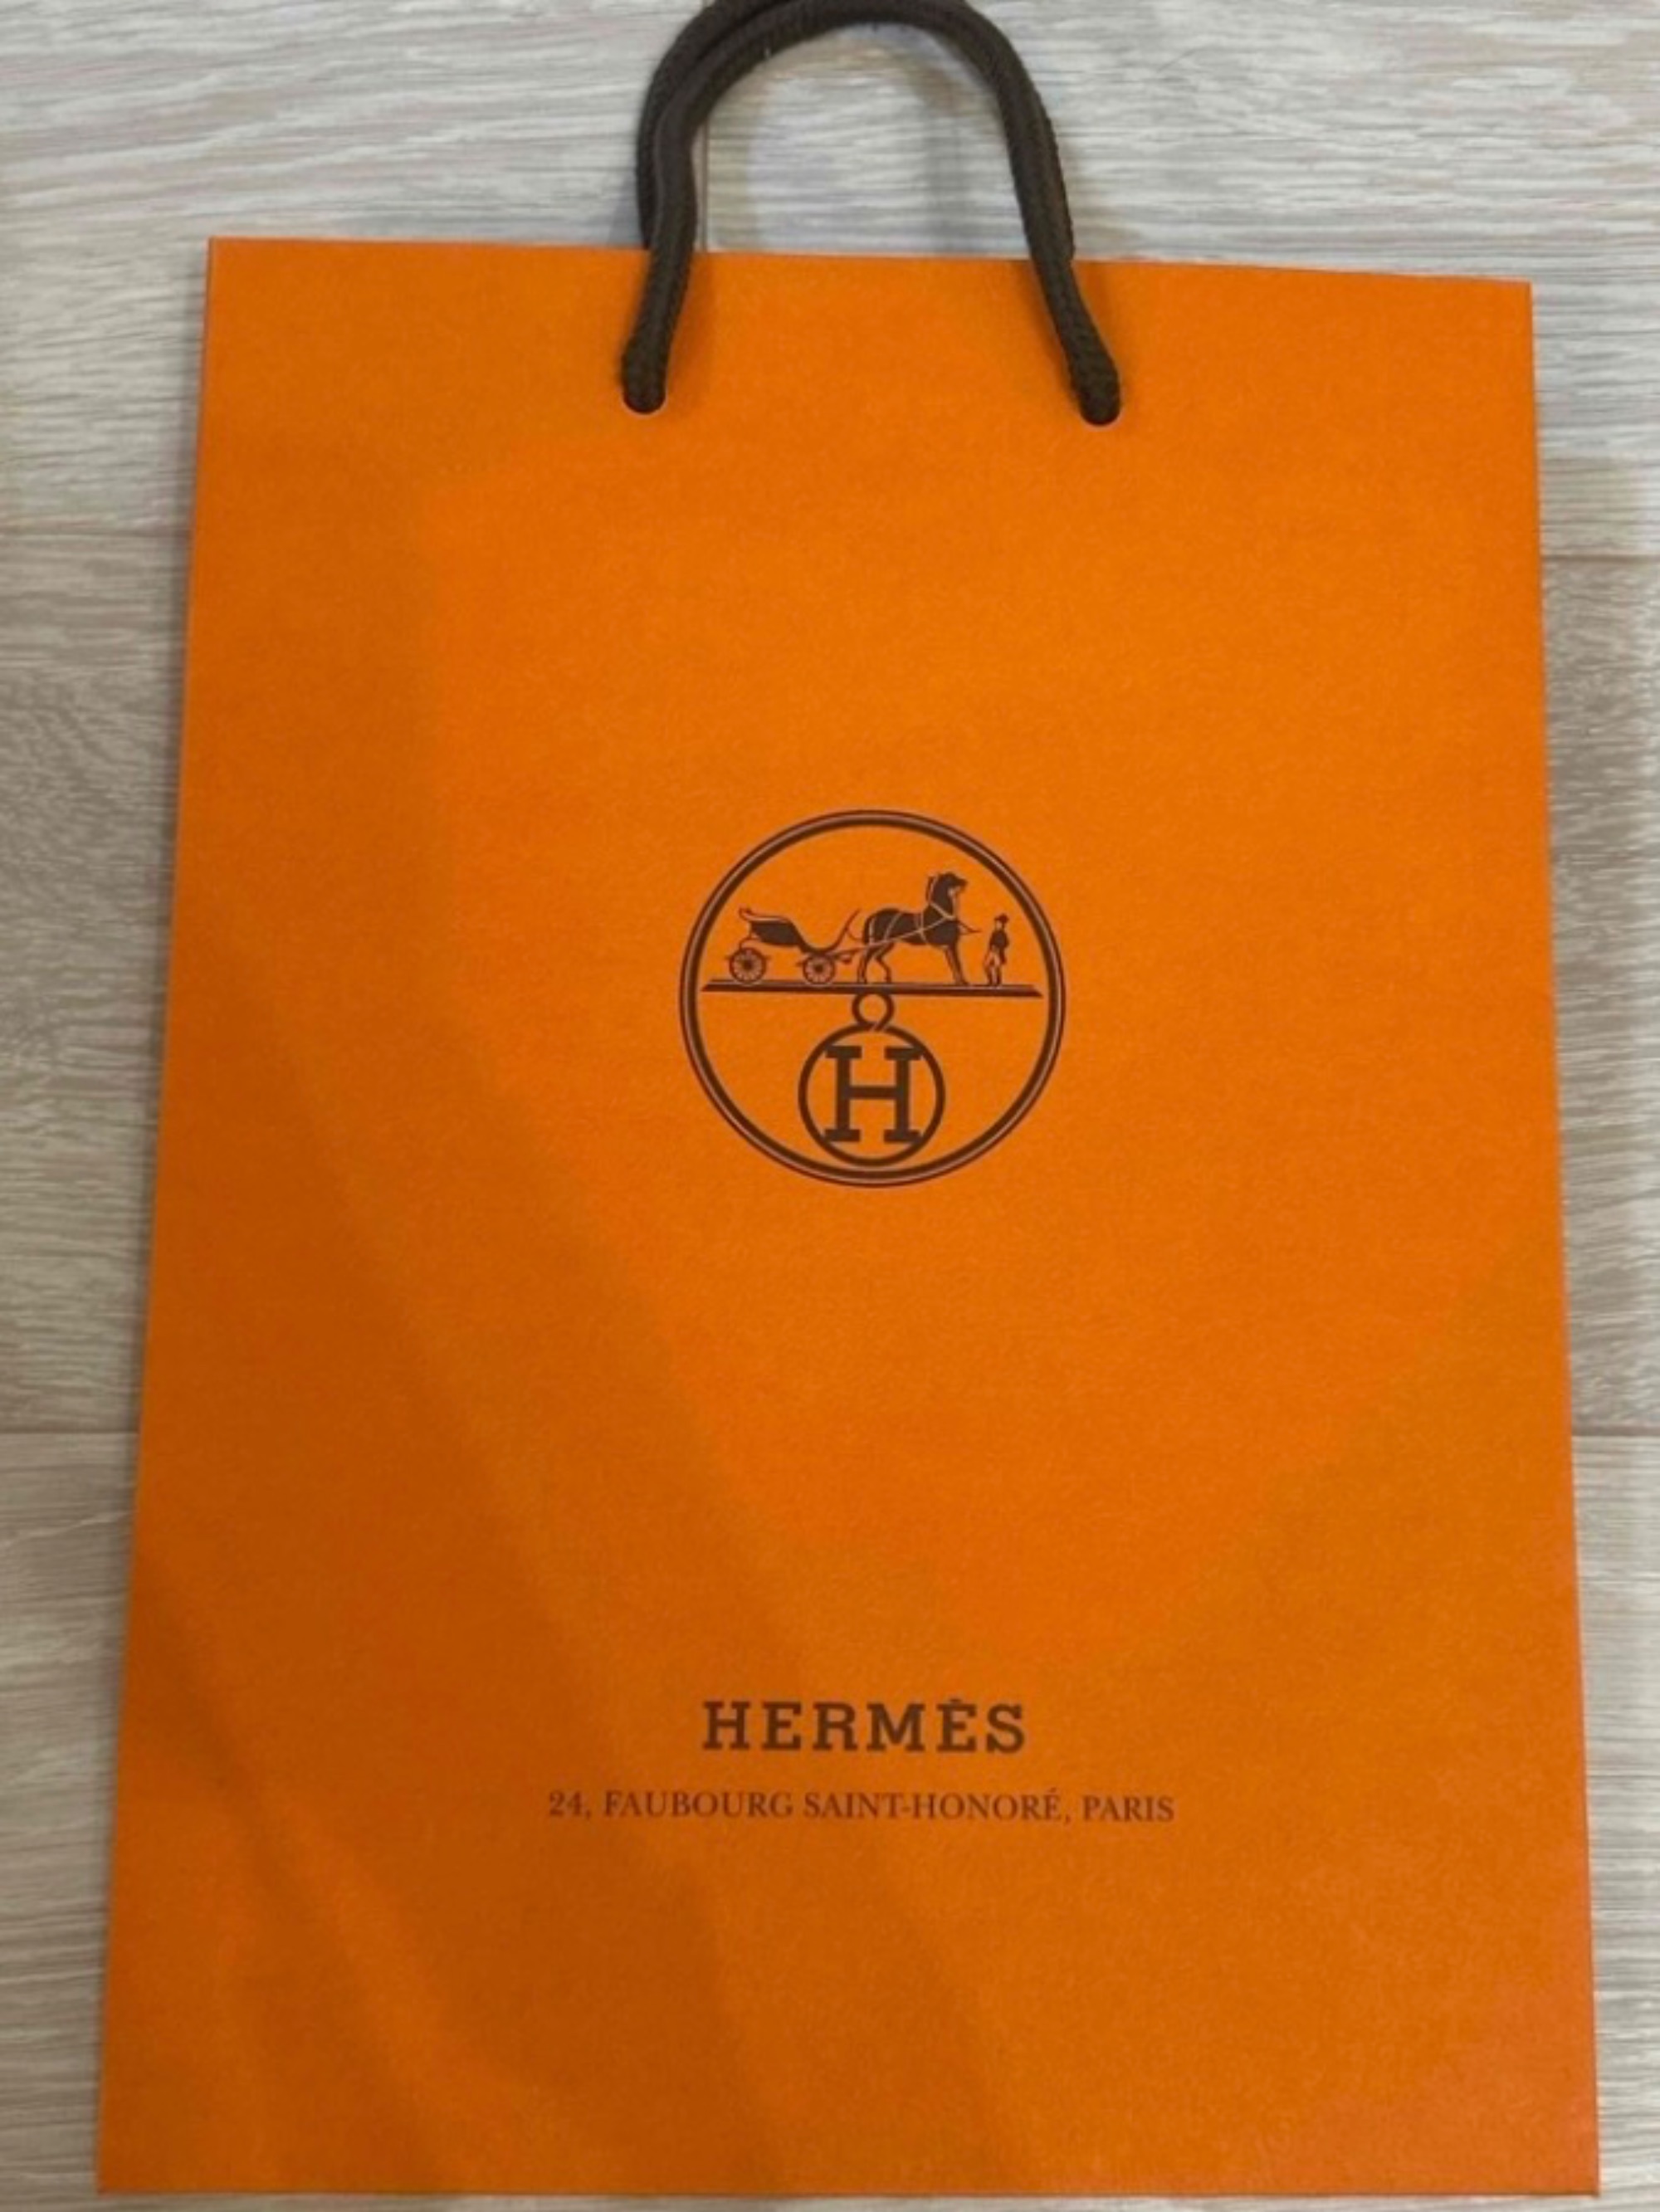 H
HERMÈS
24, FAUBOURG SAINT-HONORÉ, PARIS